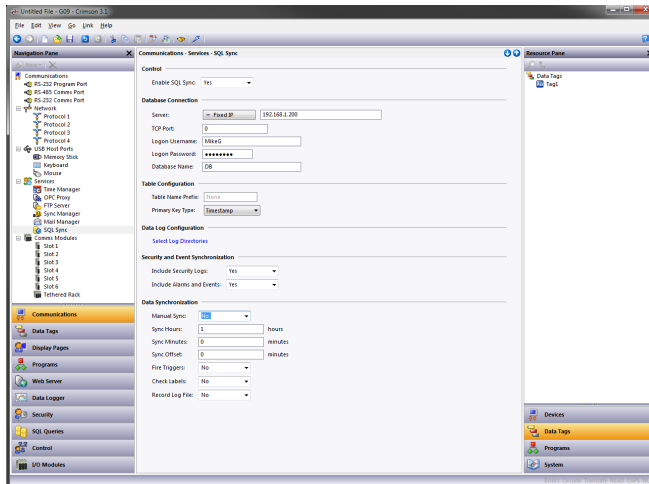 Untitled File - G09 - Crimson 3.1
File Edit View Go Link Help
Navigation Pane
Communications
RS-232 Program Port
RS-485 Comms Port
RS-232 Comms Port
Network
Protocol 1
Protocol 2
Protocol 3
Protocol 4
USB Host Ports
Memory Stick
Keyboard
Mouse
Services
Time Manager
OPC Proxy
FTP Server
Sync Manager
Mail Manager
SQL Sync
Comms Modules
Slot 1
Slot 2
Slot 3
Slot 4
Slot 5
Slot 6
Tethered Rack
Communications
Data Tags
Display Pages
Programs
Web Server
Data Logger
Security
SQL Queries
Control
I/O Modules
Communications - Services - SQL Sync
Control
Enable SQL Sync: Yes
Database Connection
Server: Fixed IP 192.168.1.200
TCP Port: 0
Logon Username: MikeG
Logon Password: ●●●●●●●●
Database Name: DB
Table Configuration
Table Name Prefix: None
Primary Key Type: Timestamp
Data Log Configuration
Select Log Directories
Security and Event Synchronization
Include Security Logs: Yes
Include Alarms and Events: Yes
Data Synchronization
Manual Sync: No
Sync Hours: 1 hours
Sync Minutes: 0 minutes
Sync Offset: 0 minutes
Fire Triggers: No
Check Labels: No
Record Log File: No
Resource Pane
Data Tags
Tag1
Devices
Data Tags
Programs
System